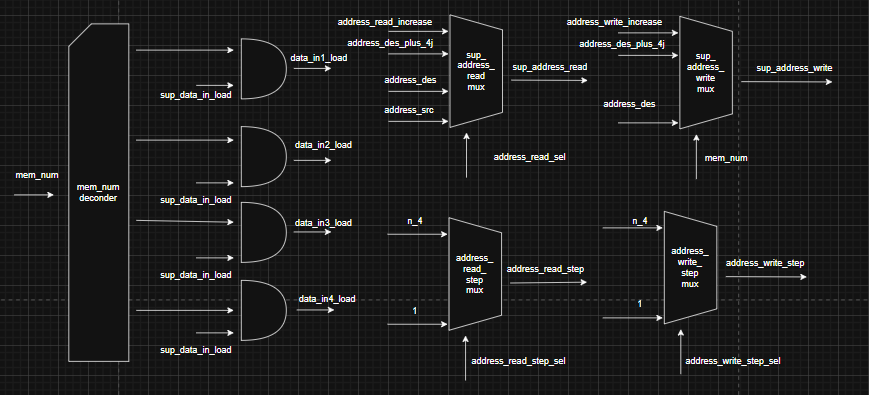 mem_num
mem_num
deconder
sup_data_in_load
data_in1_load
sup_data_in_load
data_in2_load
sup_data_in_load
data_in3_load
sup_data_in_load
data_in4_load
address_read_increase
address_des_plus_4j
address_des
address_src
sup_
address_
read
mux
sup_address_read
address_read_sel
address_write_increase
address_des_plus_4j
address_des
sup_
address_
write
mux
sup_address_write
mem_num
n_4
1
address_
read_
step
mux
address_read_step
address_read_step_sel
n_4
1
address_
write_
step
mux
address_write_step
address_write_step_sel